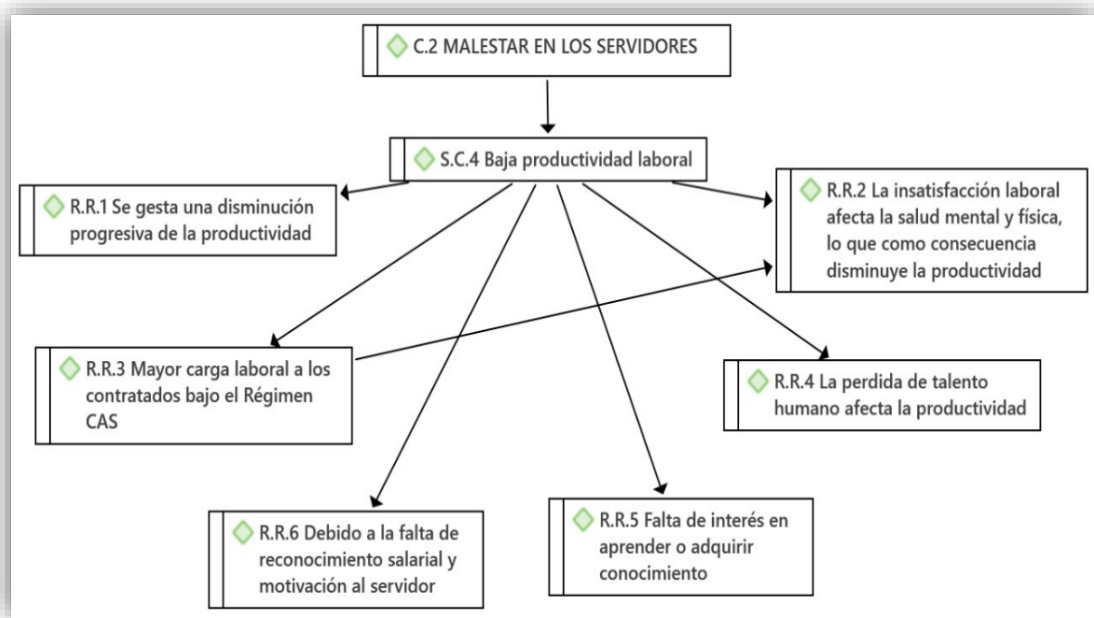 C.2 MALESTAR EN LOS SERVIDORES
S.C.4 Baja productividad laboral
R.R.1 Se gesta una disminución
progresiva de la productividad
R.R.2 La insatisfacción laboral
afecta la salud mental y física,
lo que como consecuencia
disminuye la productividad
R.R.3 Mayor carga laboral a los
contratados bajo el Régimen
CAS
R.R.4 La perdida de talento
humano afecta la productividad
R.R.6 Debido a la falta de
reconocimiento salarial y
motivación al servidor
R.R.5 Falta de interés en
aprender o adquirir
conocimiento